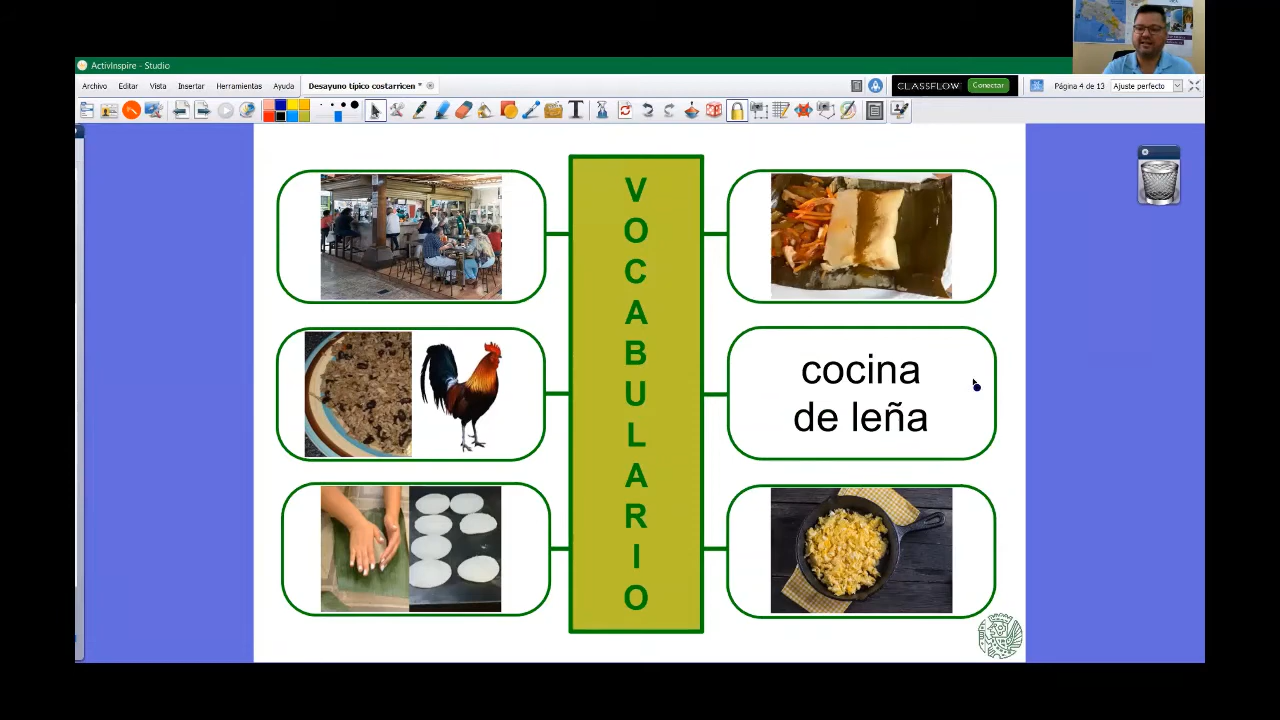 ActivInspire - Studio
Archivo Editar Vista Insertar Herramientas Ayuda
Desayuno típico costarricen
CLASSFLOW Conectar
Página 4 de 13 Ajuste perfecto
VOCABULARIO
cocina
de leña